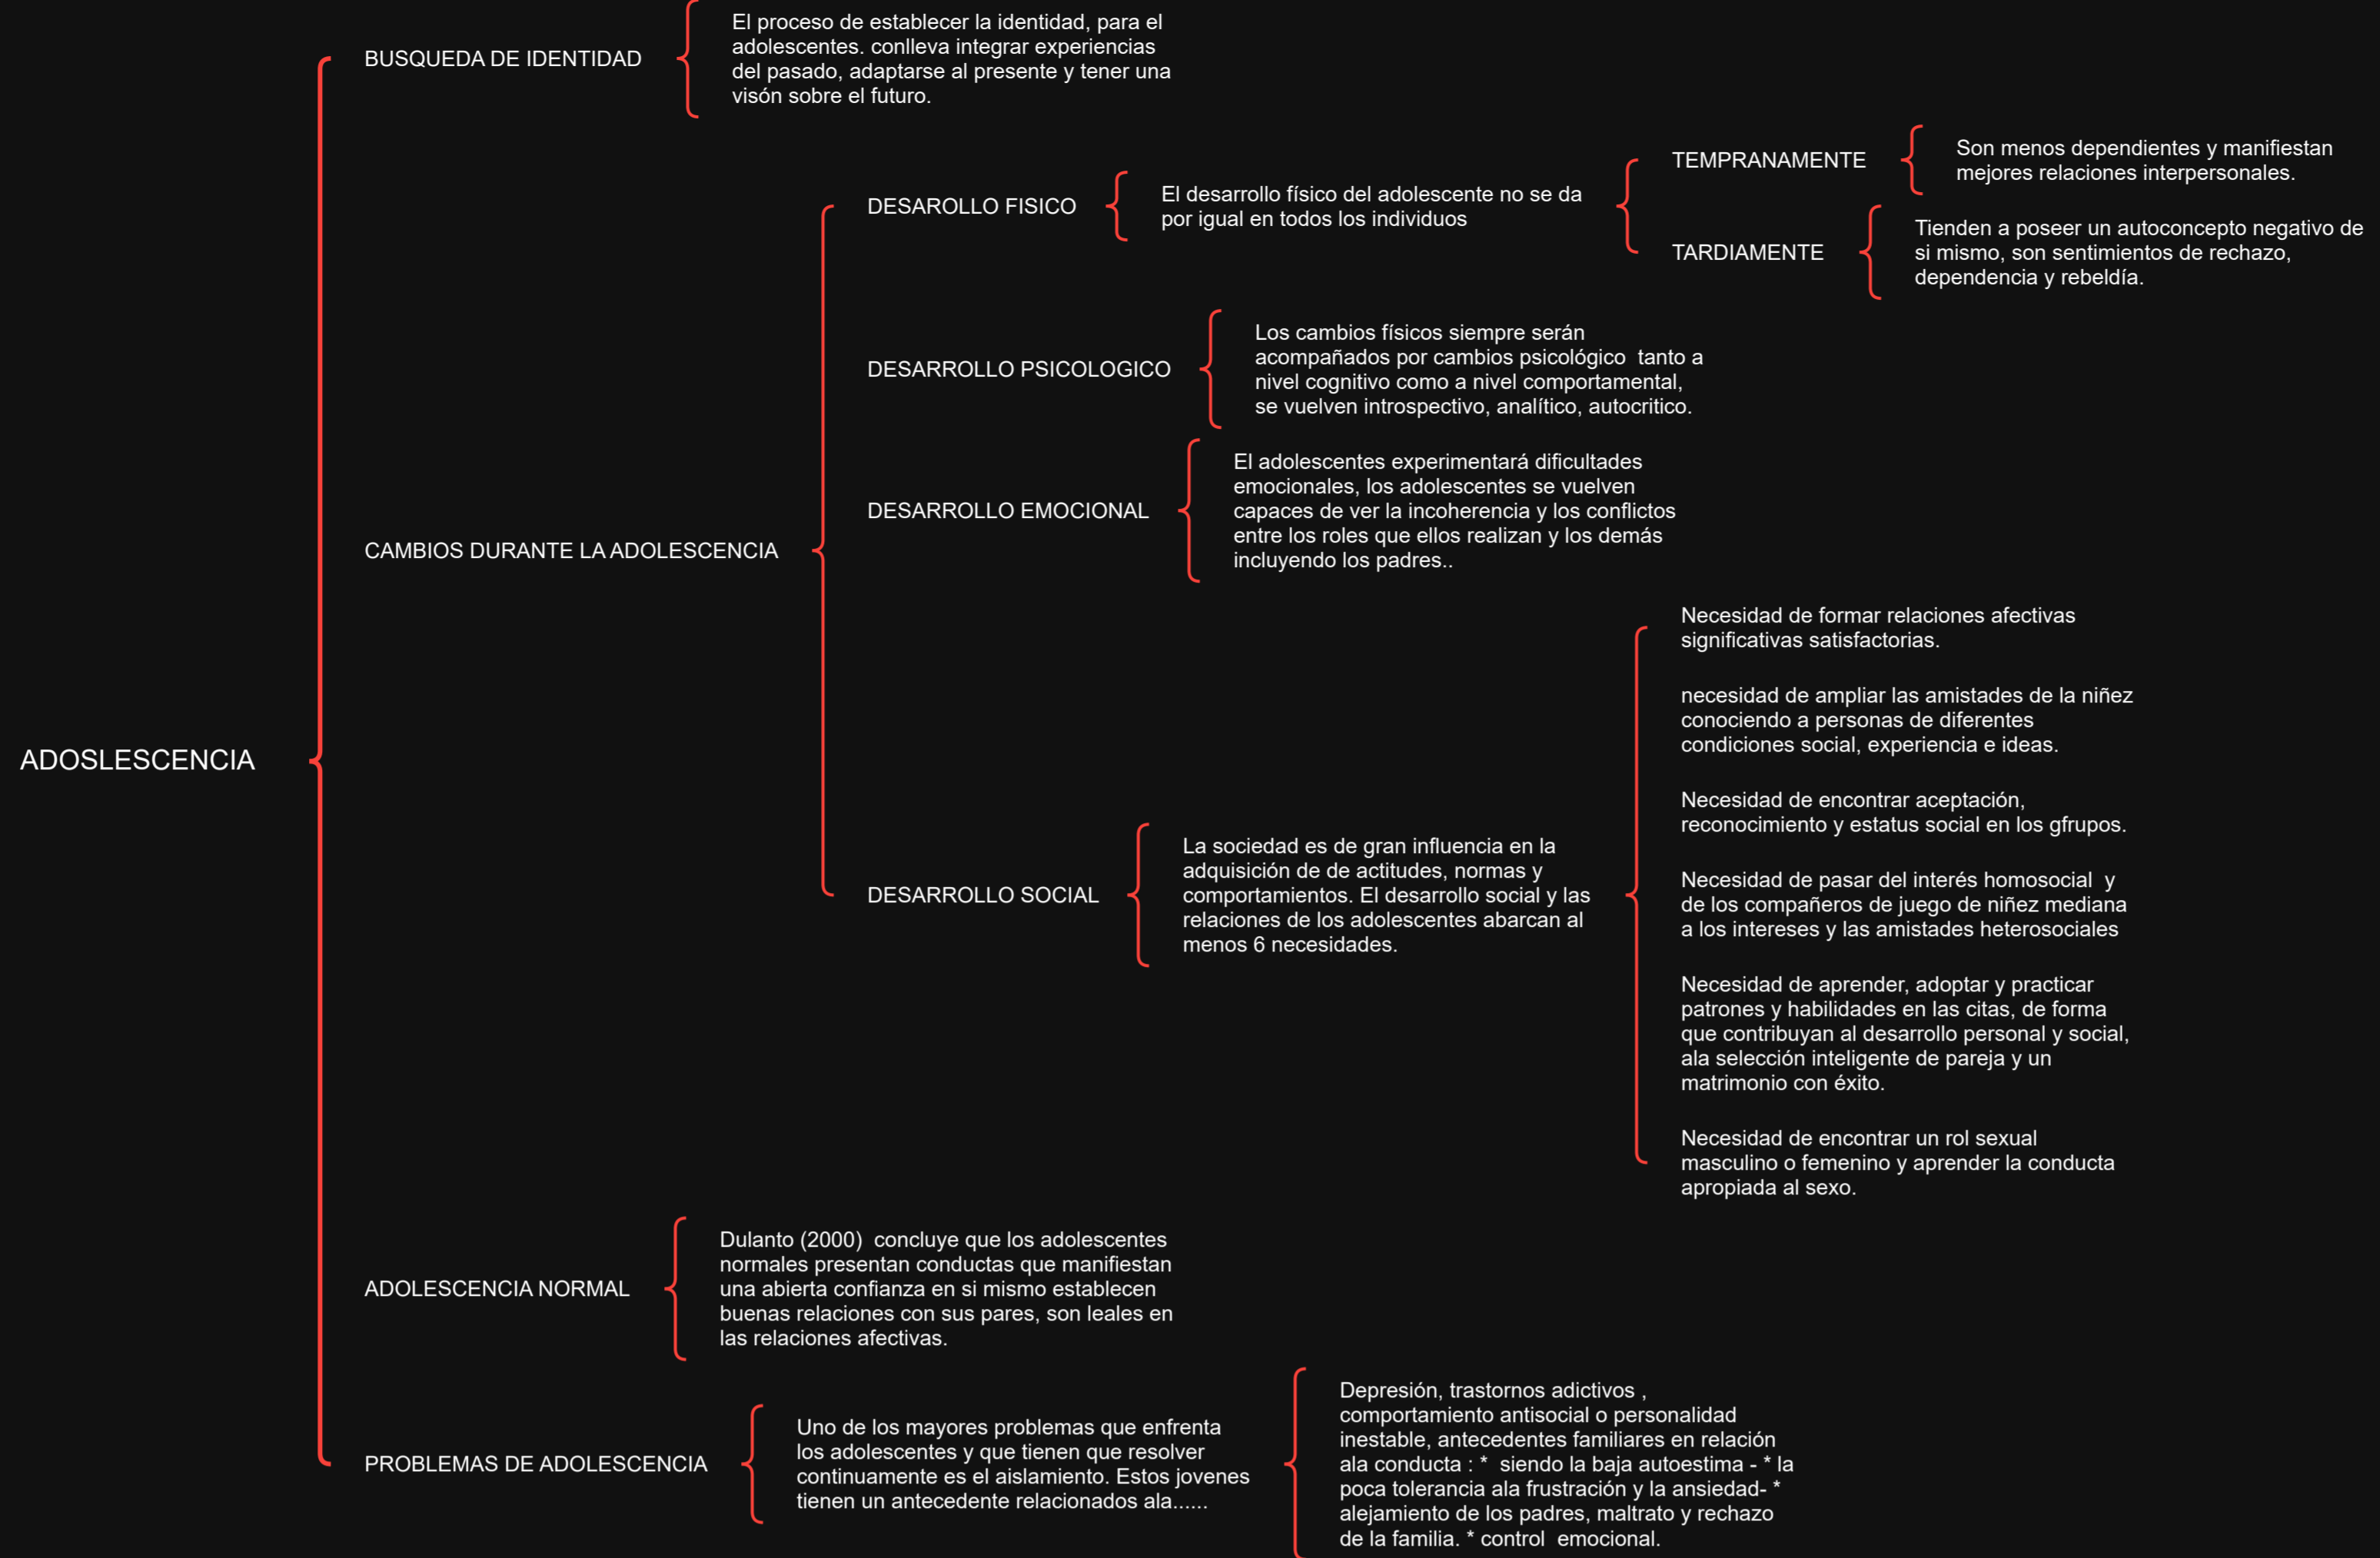 ADOSLESCENCIA
BUSQUEDA DE IDENTIDAD
El proceso de establecer la identidad, para el
adolescentes. conlleva integrar experiencias
del pasado, adaptarse al presente y tener una
visón sobre el futuro.
CAMBIOS DURANTE LA ADOLESCENCIA
DESAROLLO FISICO
El desarrollo físico del adolescente no se da
por igual en todos los individuos
TEMPRANAMENTE
Son menos dependientes y manifiestan
mejores relaciones interpersonales.
TARDIAMENTE
Tienden a poseer un autoconcepto negativo de
si mismo, son sentimientos de rechazo,
dependencia y rebeldía.
DESARROLLO PSICOLOGICO
Los cambios físicos siempre serán
acompañados por cambios psicológico  tanto a
nivel cognitivo como a nivel comportamental,
se vuelven introspectivo, analítico, autocritico.
DESARROLLO EMOCIONAL
El adolescentes experimentará dificultades
emocionales, los adolescentes se vuelven
capaces de ver la incoherencia y los conflictos
entre los roles que ellos realizan y los demás
incluyendo los padres..
DESARROLLO SOCIAL
La sociedad es de gran influencia en la
adquisición de de actitudes, normas y
comportamientos. El desarrollo social y las
relaciones de los adolescentes abarcan al
menos 6 necesidades.
Necesidad de formar relaciones afectivas
significativas satisfactorias.
necesidad de ampliar las amistades de la niñez
conociendo a personas de diferentes
condiciones social, experiencia e ideas.
Necesidad de encontrar aceptación,
reconocimiento y estatus social en los gfrupos.
Necesidad de pasar del interés homosocial  y
de los compañeros de juego de niñez mediana
a los intereses y las amistades heterosociales
Necesidad de aprender, adoptar y practicar
patrones y habilidades en las citas, de forma
que contribuyan al desarrollo personal y social,
ala selección inteligente de pareja y un
matrimonio con éxito.
Necesidad de encontrar un rol sexual
masculino o femenino y aprender la conducta
apropiada al sexo.
ADOLESCENCIA NORMAL
Dulanto (2000)  concluye que los adolescentes
normales presentan conductas que manifiestan
una abierta confianza en si mismo establecen
buenas relaciones con sus pares, son leales en
las relaciones afectivas.
PROBLEMAS DE ADOLESCENCIA
Uno de los mayores problemas que enfrenta
los adolescentes y que tienen que resolver
continuamente es el aislamiento. Estos jovenes
tienen un antecedente relacionados ala......
Depresión, trastornos adictivos ,
comportamiento antisocial o personalidad
inestable, antecedentes familiares en relación
ala conducta : *  siendo la baja autoestima - * la
poca tolerancia ala frustración y la ansiedad- *
alejamiento de los padres, maltrato y rechazo
de la familia. * control  emocional.